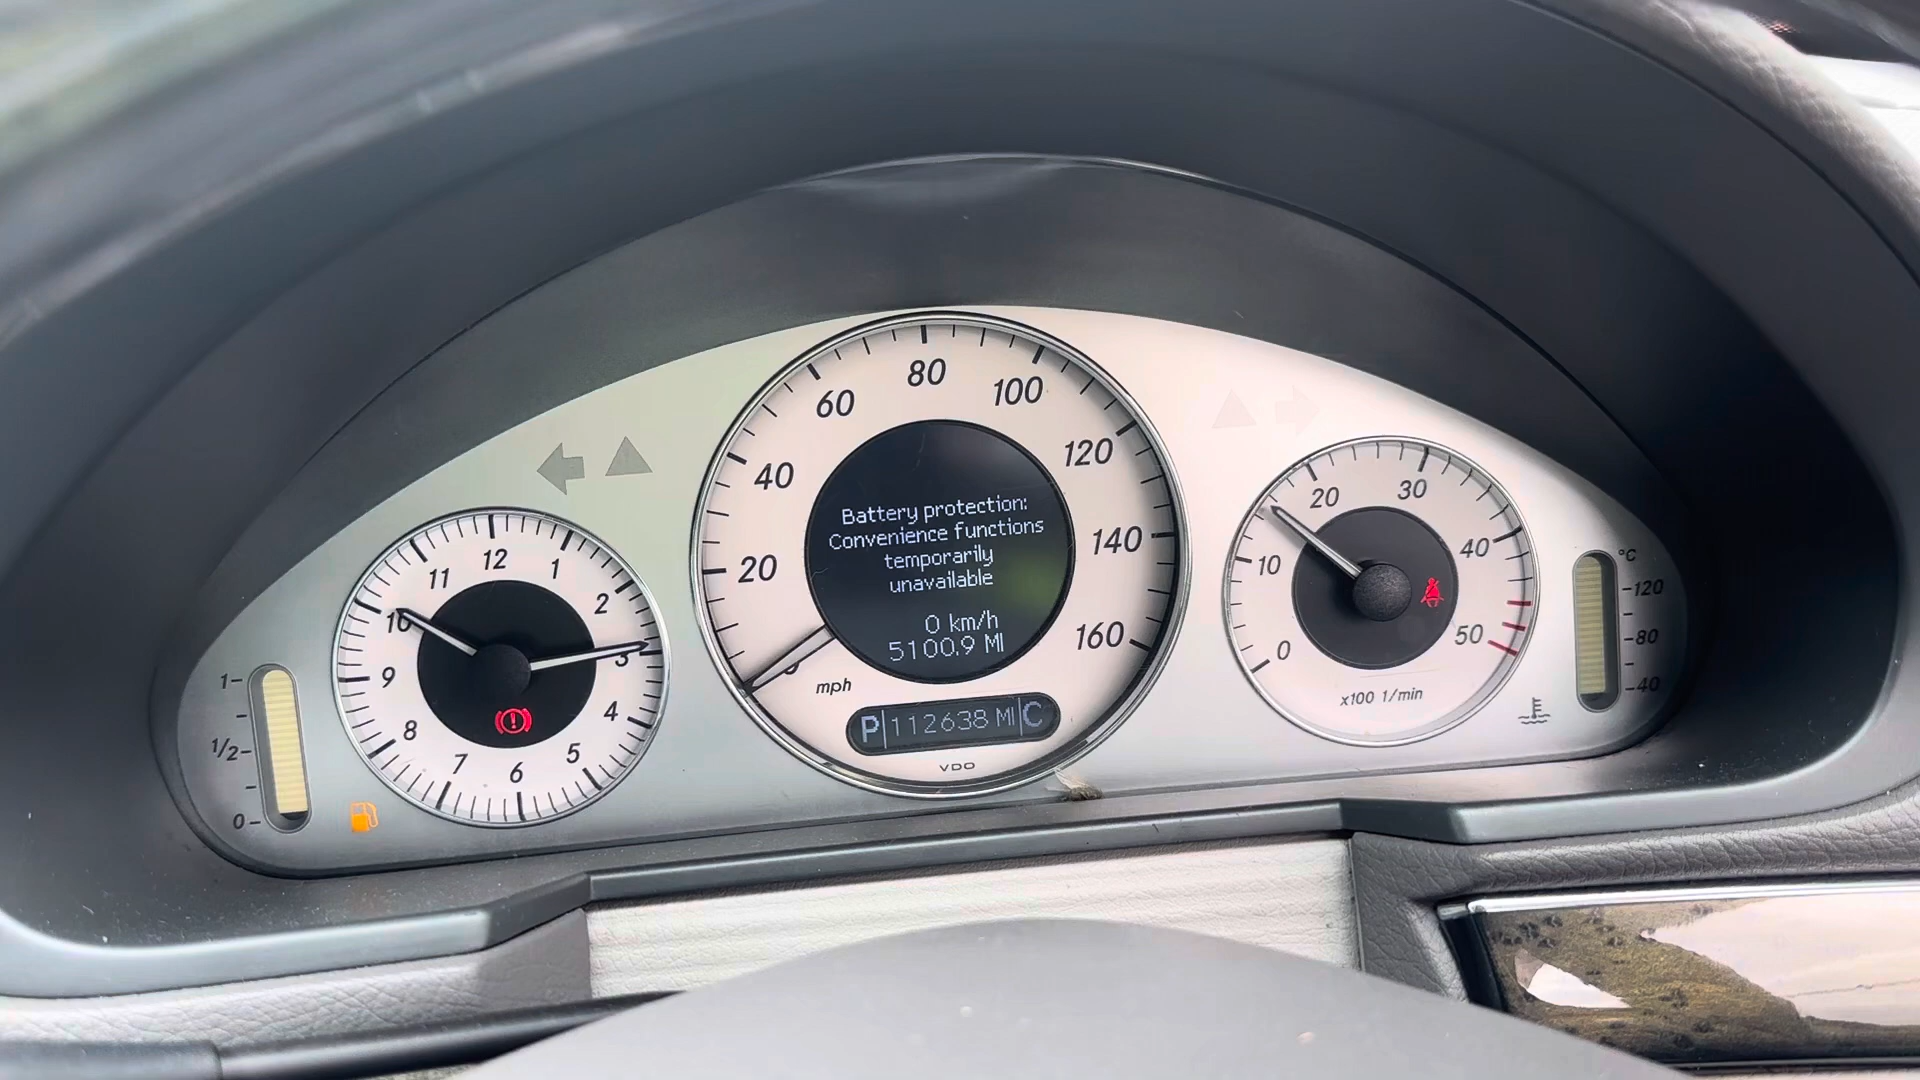 80
60
100
40
120
20
140
160
mph
Battery protection:
Convenience functions
temporarily
unavailable
0 km/h
5100.9 MI
P 112638 MI C
VDO
12
1
2
3
4
5
6
7
8
9
10
11
1
1/2
0
0
10
20
30
40
50
x100 1/min
°C
120
80
40